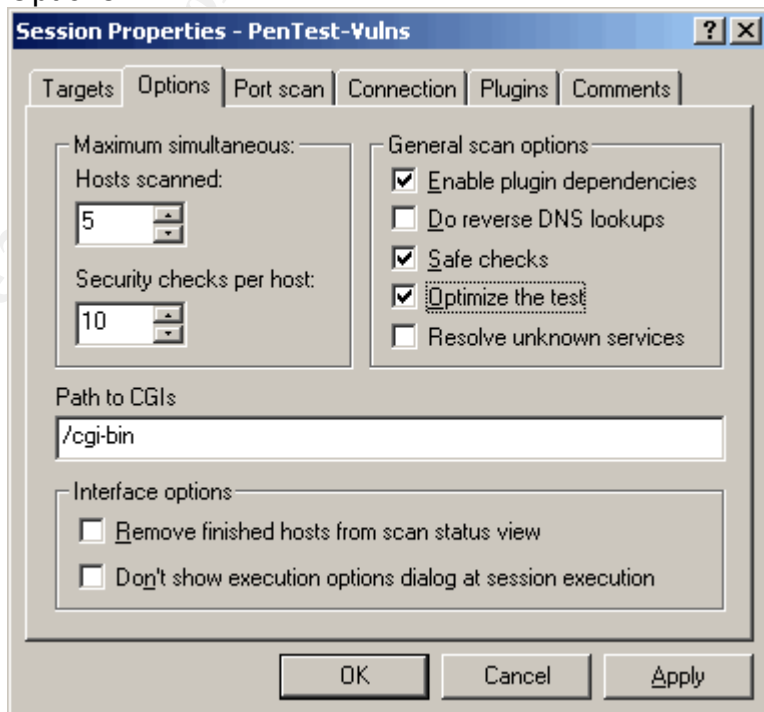 Session Properties - PenTest-Vulns
Targets Options Port scan Connection Plugins Comments
Maximum simultaneous:
Hosts scanned:
5
Security checks per host:
10
General scan options
Enable plugin dependencies
Do reverse DNS lookups
Safe checks
Optimize the test
Resolve unknown services
Path to CGIs
/cgi-bin
Interface options
Remove finished hosts from scan status view
Don't show execution options dialog at session execution
OK Cancel Apply